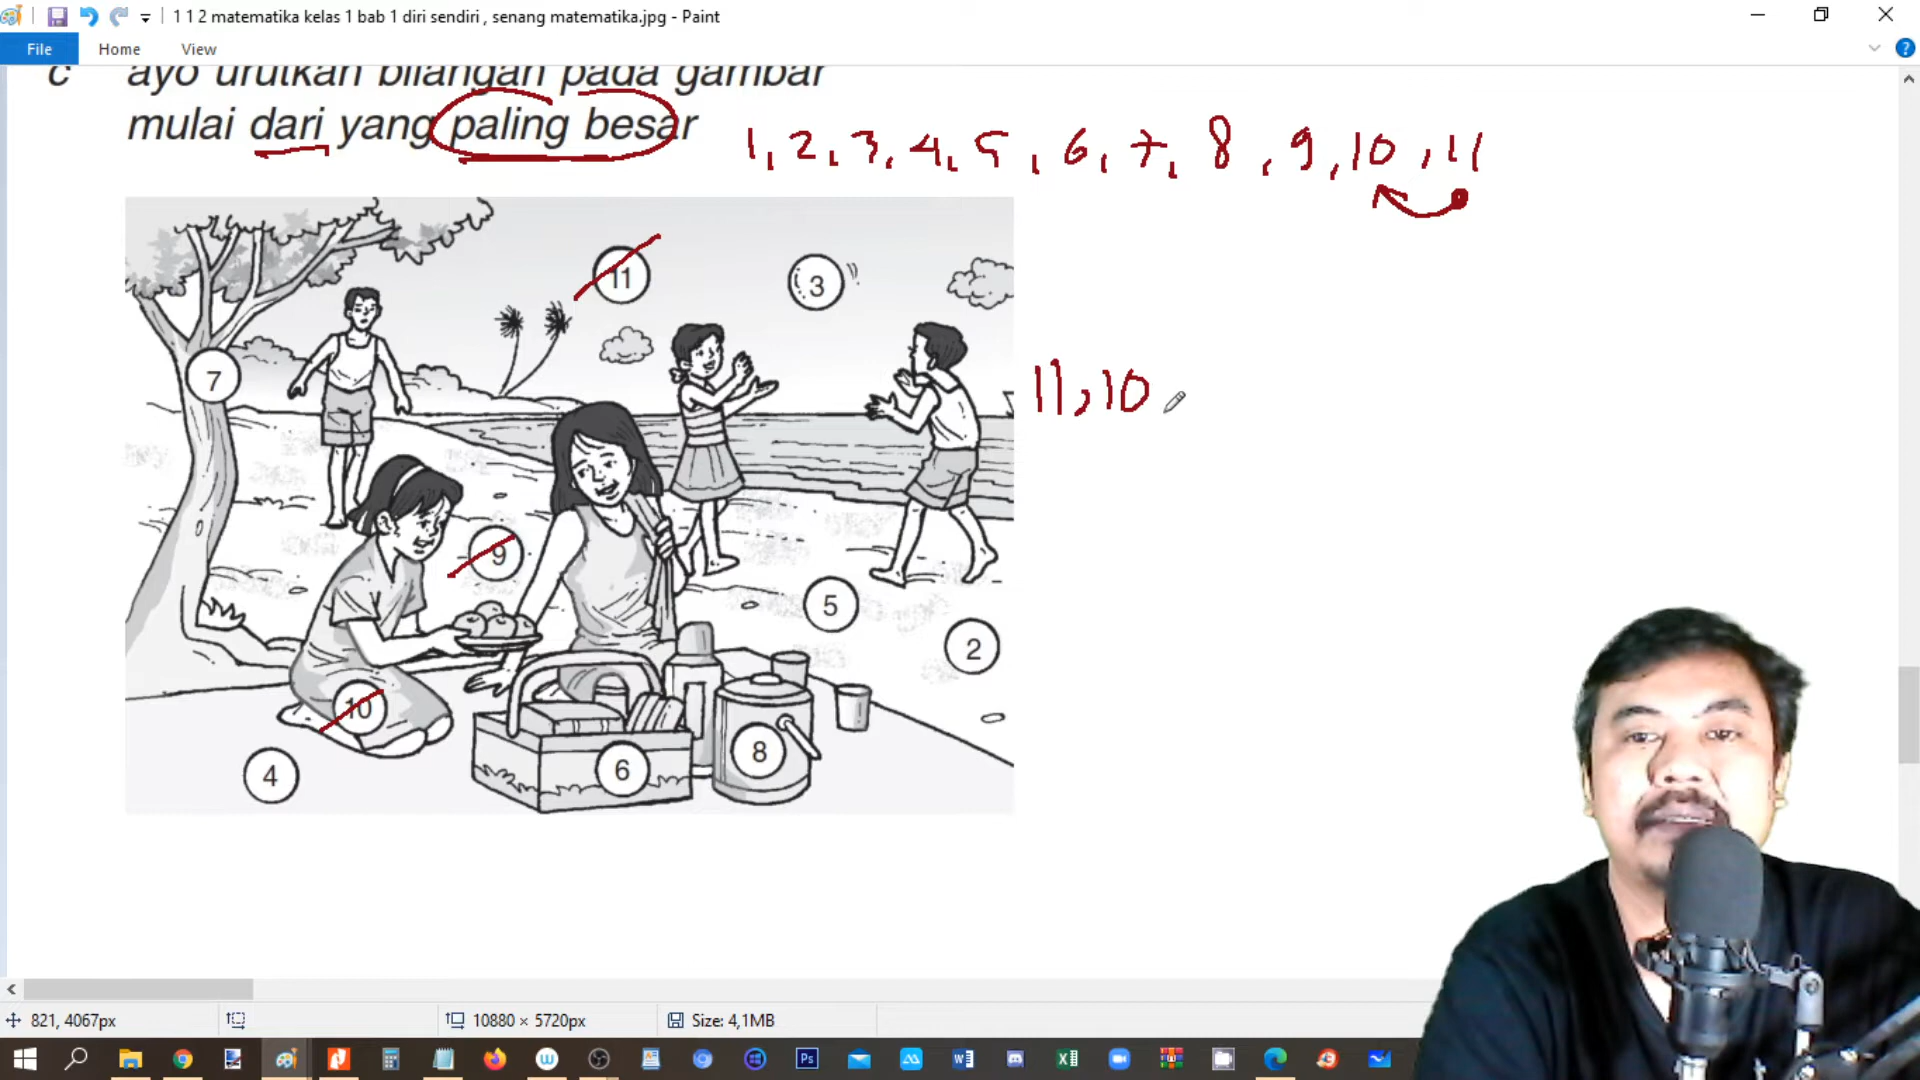 1 1 2 matematika kelas 1 bab 1 diri sendiri , senang matematika.jpg - Paint
File Home View
c ayo urutkan bilangan pada gambar
mulai dari yang paling besar
1, 2, 3, 4, 5, 6, 7, 8, 9, 10, 11
11
3
7
11, 10
9
5
2
10
4
6
8
821, 4067px
10880 × 5720px
Size: 4,1MB